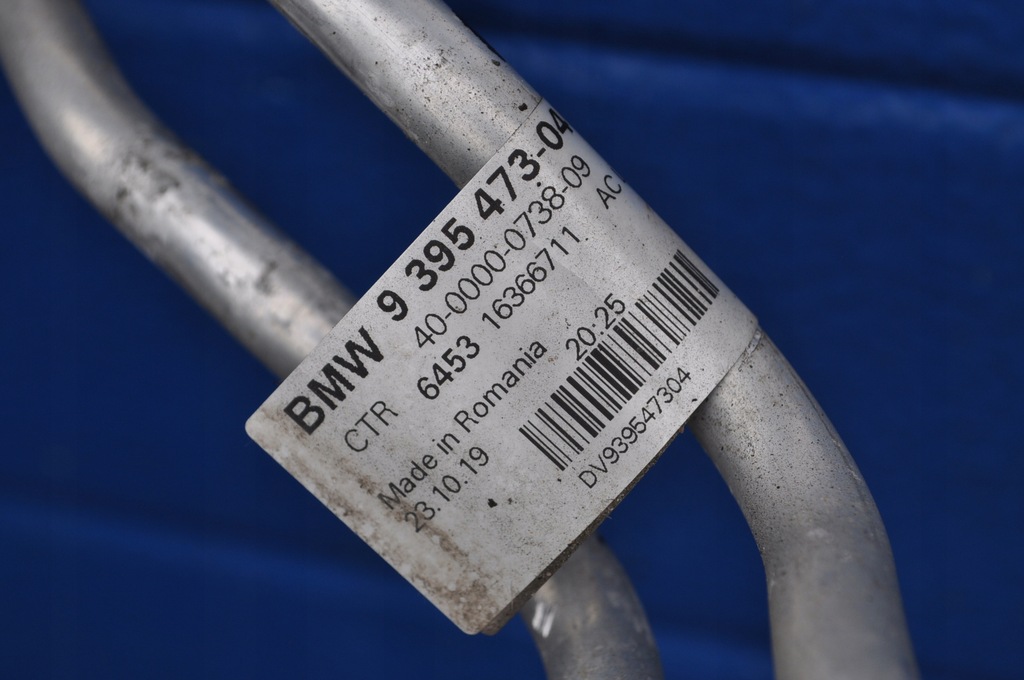 BMW 9 395 473-04
CTR 40-0000-0738-09
6453 16366711 AC
Made in Romania
23.10.19 20:25
DV939547304